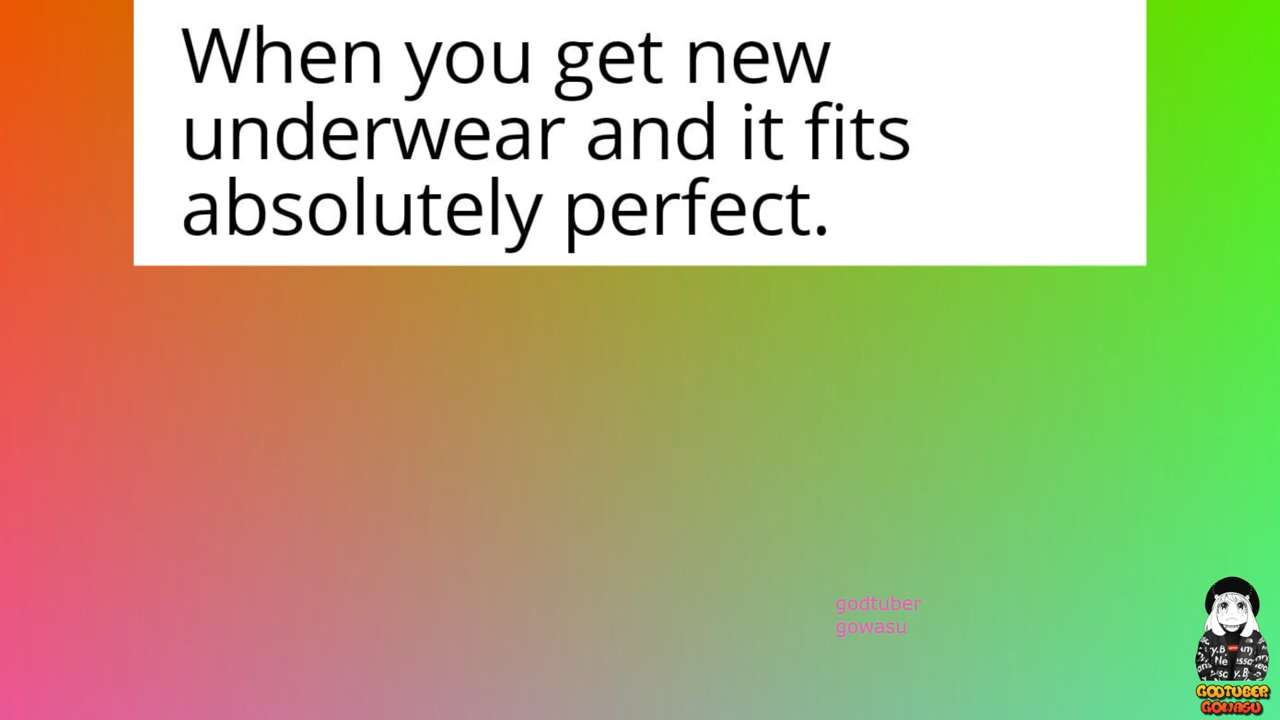 When you get new
underwear and it fits
absolutely perfect.
godtuber
gowasu
GODTUBER
GOWASU